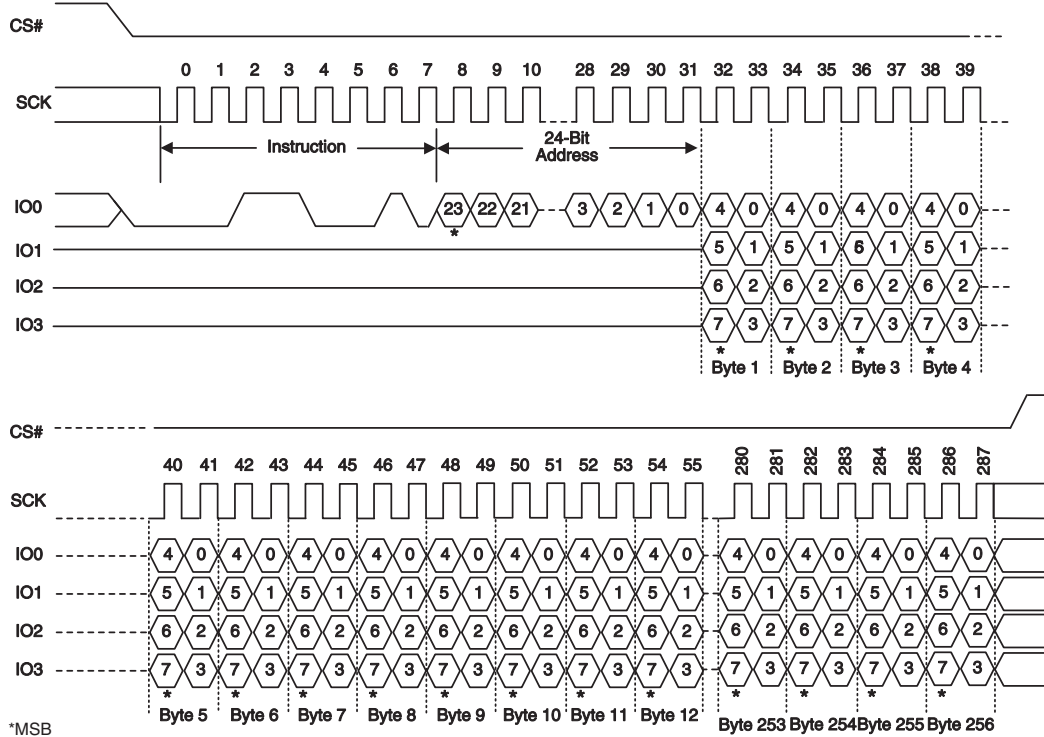 CS#
0 1 2 3 4 5 6 7 8 9 10 28 29 30 31 32 33 34 35 36 37 38 39
SCK
Instruction
24-Bit
Address
IO0 23 22 21 3 2 1 0 4 0 4 0 4 0 4 0
*
IO1 5 1 5 1 6 1 5 1
IO2 6 2 6 2 6 2 6 2
IO3 7 3 7 3 7 3 7 3
* * * *
Byte 1 Byte 2 Byte 3 Byte 4
CS#
40 41 42 43 44 45 46 47 48 49 50 51 52 53 54 55 280 281 282 283 284 285 286 287
SCK
IO0 4 0 4 0 4 0 4 0 4 0 4 0 4 0 4 0 4 0 4 0 4 0 4 0
IO1 5 1 5 1 5 1 5 1 5 1 5 1 5 1 5 1 5 1 5 1 5 1 5 1
IO2 6 2 6 2 6 2 6 2 6 2 6 2 6 2 6 2 6 2 6 2 6 2 6 2
IO3 7 3 7 3 7 3 7 3 7 3 7 3 7 3 7 3 7 3 7 3 7 3 7 3
* * * * * * * * * * * *
Byte 5 Byte 6 Byte 7 Byte 8 Byte 9 Byte 10 Byte 11 Byte 12 Byte 253 Byte 254 Byte 255 Byte 256
*MSB